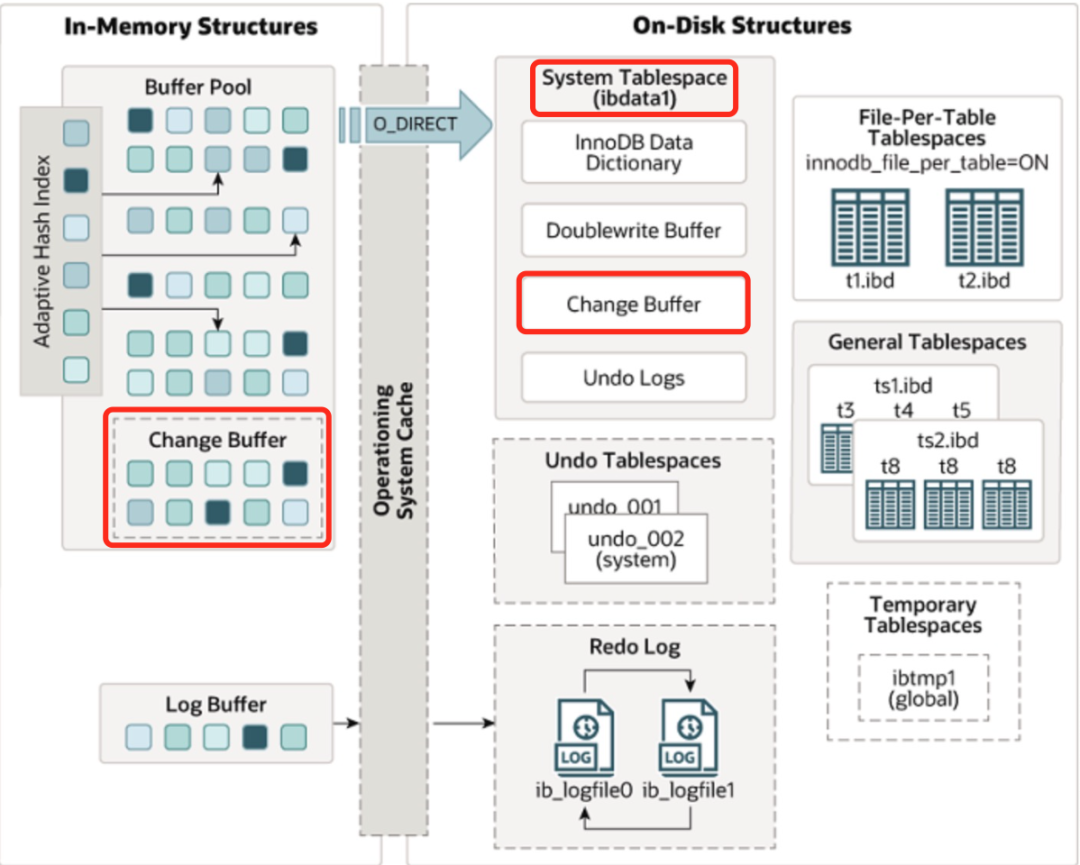 In-Memory Structures
Buffer Pool
Adaptive Hash Index
Change Buffer
Log Buffer
Operationing
System Cache
O_DIRECT
On-Disk Structures
System Tablespace
(ibdata1)
InnoDB Data
Dictionary
Doublewrite Buffer
Change Buffer
Undo Logs
Undo Tablespaces
undo_001
undo_002
(system)
Redo Log
LOG
LOG
ib_logfile0
ib_logfile1
File-Per-Table
Tablespaces
innodb_file_per_table=ON
t1.ibd
t2.ibd
General Tablespaces
ts1.ibd
t3 t4 t5
ts2.ibd
t8 t8 t8
Temporary
Tablespaces
ibtmp1
(global)